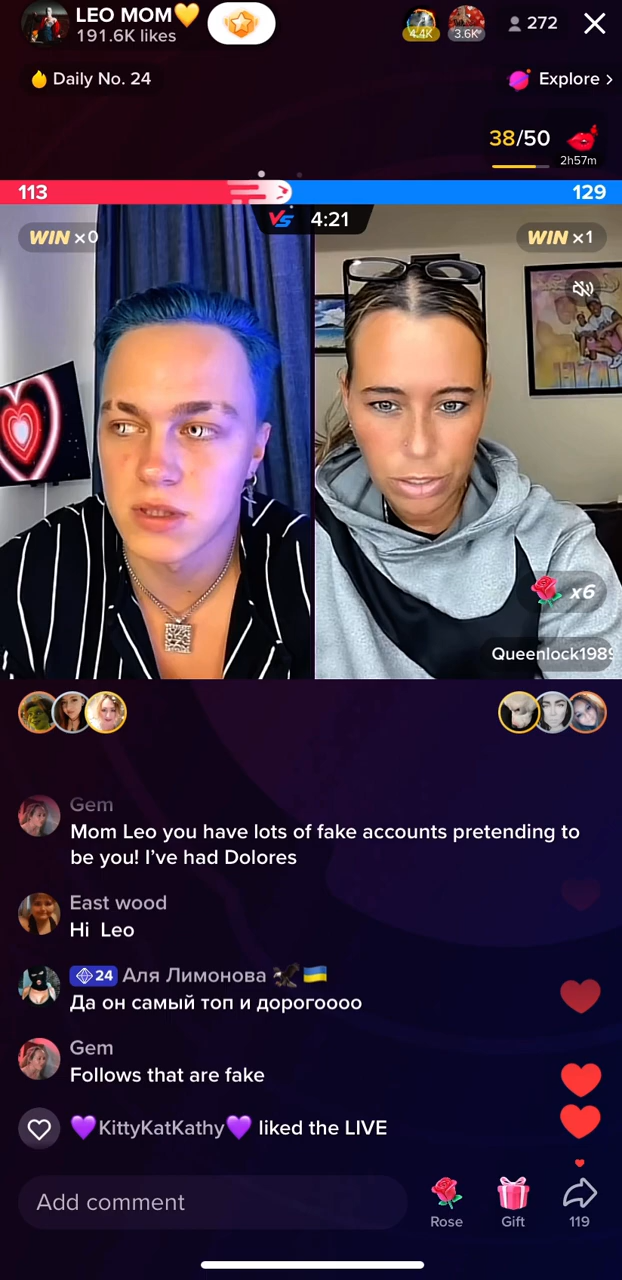 LEO MOM💛
191.6K likes
4.4K
3.6K
272
Daily No. 24
Explore >
38/50
2h57m
113
129
WIN x0
VS 4:21
WIN x1
x6
Queenlock1989
Gem
Mom Leo you have lots of fake accounts pretending to
be you! I've had Dolores
East wood
Hi Leo
24 Аля Лимонова 🦅🇺🇦
Да он самый топ и дорогоооо
Gem
Follows that are fake
💜KittyKatKathy💜 liked the LIVE
Add comment
Rose
Gift
119